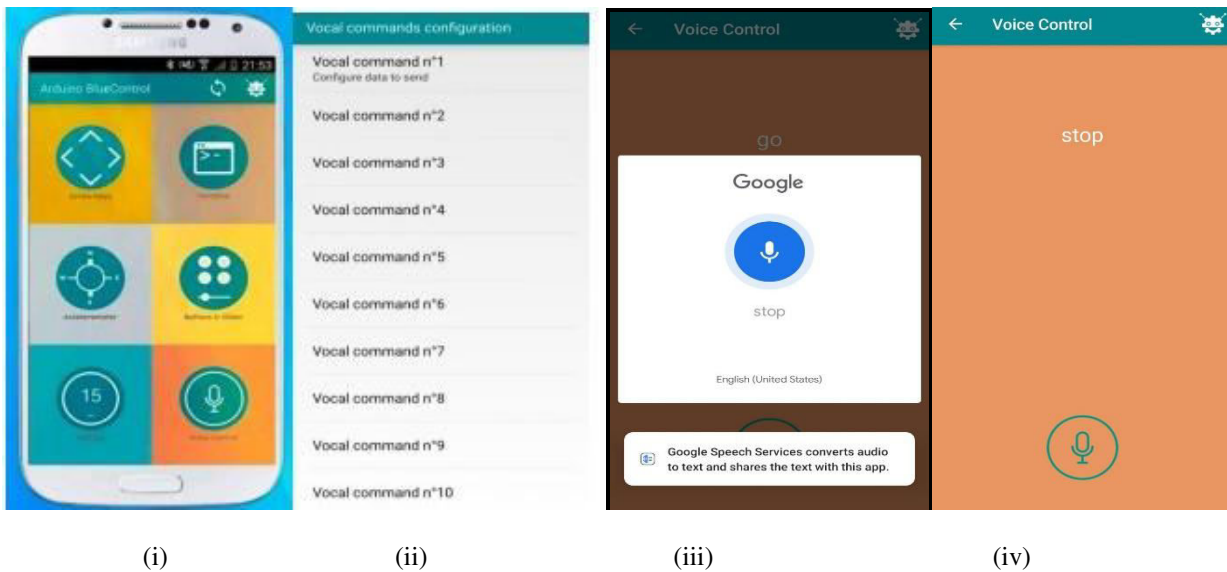 21:53
Arduino BlueControl
15
Vocal commands configuration
Vocal command n°1
Configure data to send
Vocal command n°2
Vocal command n°3
Vocal command n°4
Vocal command n°5
Vocal command n°6
Vocal command n°7
Vocal command n°8
Vocal command n°9
Vocal command n°10
Voice Control
go
Google
stop
English (United States)
Google Speech Services converts audio
to text and shares the text with this app.
Voice Control
stop
(i) (ii) (iii) (iv)